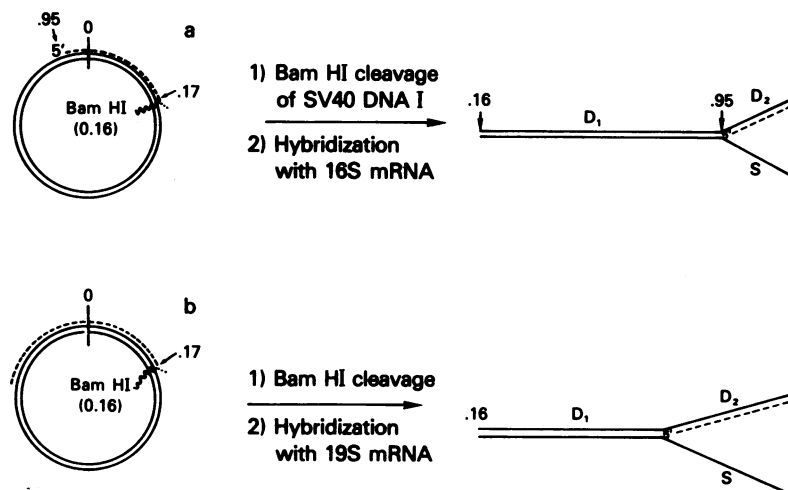 .95
0
a
5′
.17
Bam HI
(0.16)
1) Bam HI cleavage
of SV40 DNA I
2) Hybridization
with 16S mRNA
.16
D₁
.95
D₂
S
0
b
.17
Bam HI
(0.16)
1) Bam HI cleavage
2) Hybridization
with 19S mRNA
.16
D₁
D₂
S